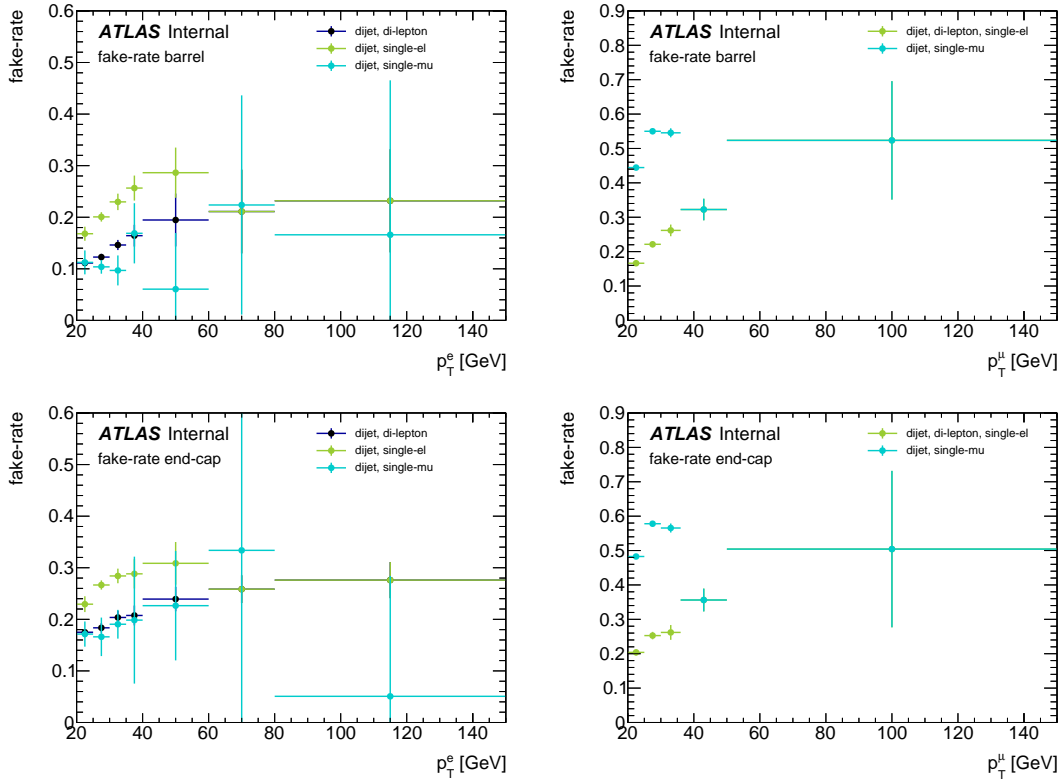 ATLAS Internal
fake-rate barrel
dijet, di-lepton
dijet, single-el
dijet, single-mu
fake-rate
0.6
0.5
0.4
0.3
0.2
0.1
0
20 40 60 80 100 120 140
p_T^e [GeV]
ATLAS Internal
fake-rate barrel
dijet, di-lepton, single-el
dijet, single-mu
fake-rate
0.9
0.8
0.7
0.6
0.5
0.4
0.3
0.2
0.1
0
20 40 60 80 100 120 140
p_T^μ [GeV]
ATLAS Internal
fake-rate end-cap
dijet, di-lepton
dijet, single-el
dijet, single-mu
fake-rate
0.6
0.5
0.4
0.3
0.2
0.1
0
20 40 60 80 100 120 140
p_T^e [GeV]
ATLAS Internal
fake-rate end-cap
dijet, di-lepton, single-el
dijet, single-mu
fake-rate
0.9
0.8
0.7
0.6
0.5
0.4
0.3
0.2
0.1
0
20 40 60 80 100 120 140
p_T^μ [GeV]